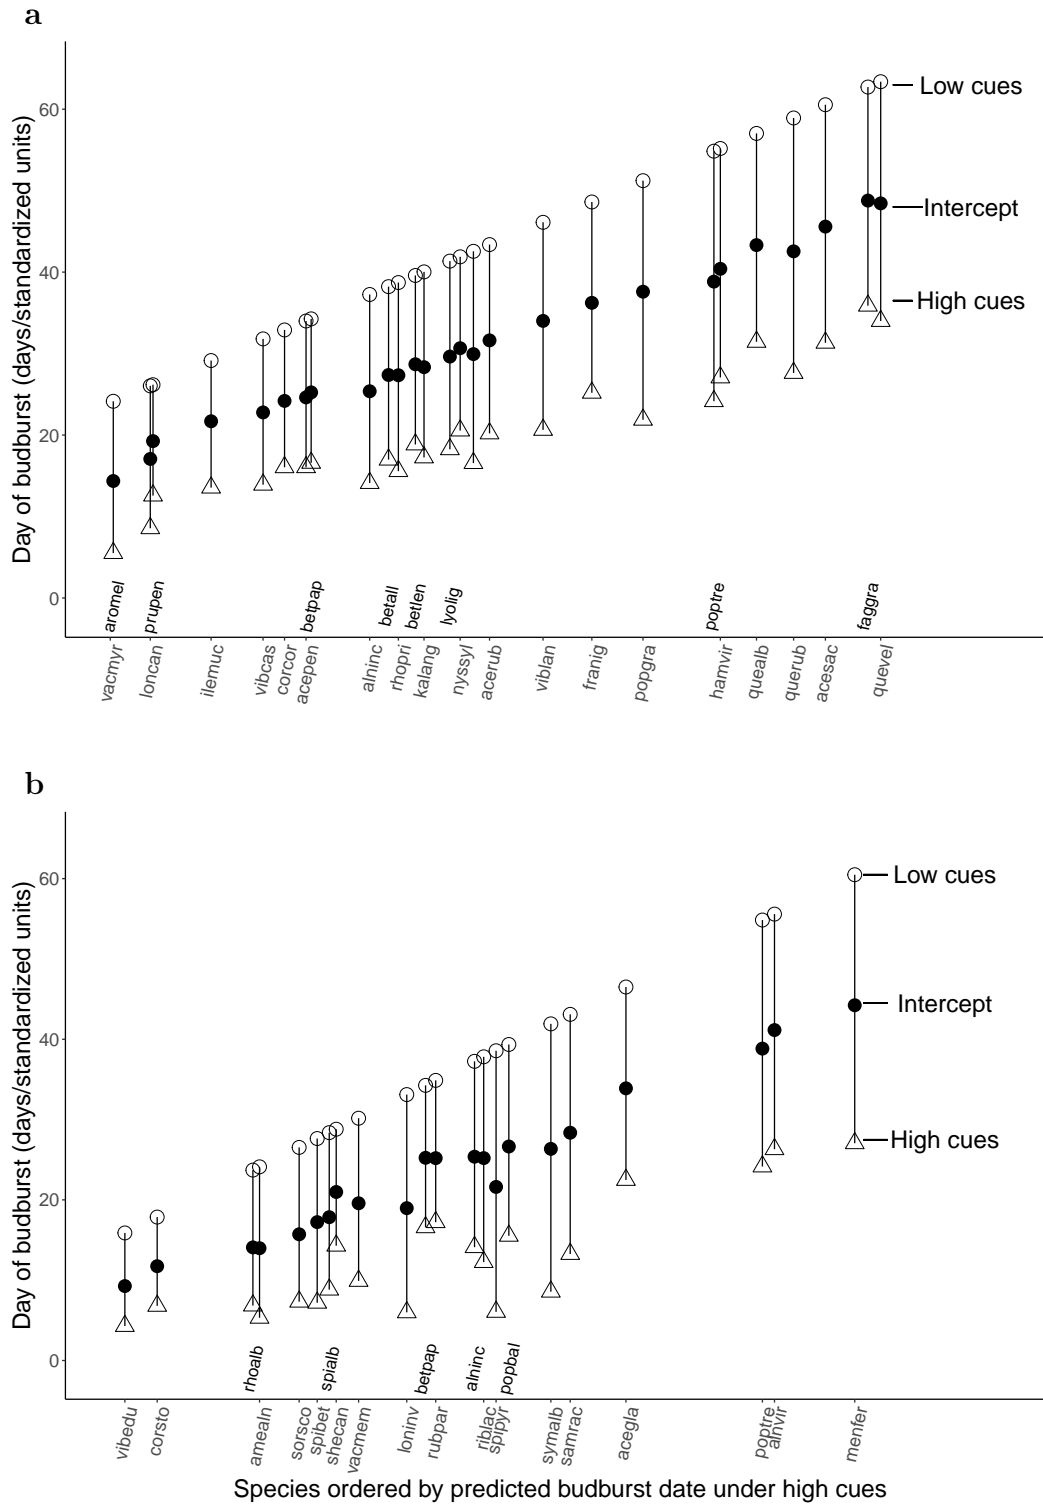 a
Day of budburst (days/standardized units)
60
40
20
0
Low cues
Intercept
High cues
aromel
prupen
betpap
betall
betlen
lyolig
poptre
faggra
vacmyr
loncan
ilemuc
vibcas
corcor
acepen
alninc
rhopri
kalang
nyssyl
acerub
viblan
franig
popgra
hamvir
quealb
querub
acesac
quevel
b
Day of budburst (days/standardized units)
60
40
20
0
Low cues
Intercept
High cues
rhoalb
spialb
betpap
alninc
popbal
vibedu
corsto
amealn
sorsco
spibet
shecan
vacmem
loninv
rubpar
riblac
spipyr
symalb
samrac
acegla
poptre
alnvir
menfer
Species ordered by predicted budburst date under high cues